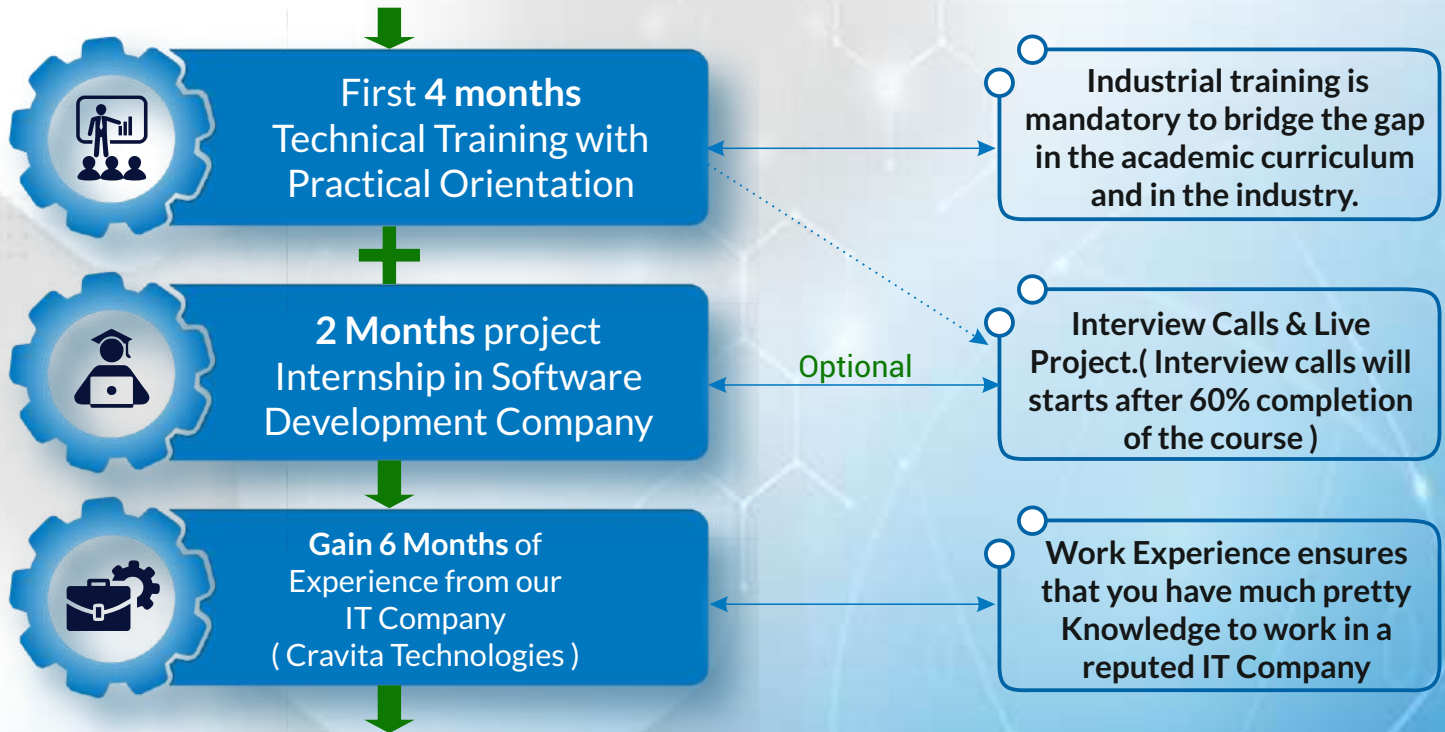 First 4 months
Technical Training with
Practical Orientation
Industrial training is
mandatory to bridge the gap
in the academic curriculum
and in the industry.
2 Months project
Internship in Software
Development Company
Optional
Interview Calls & Live
Project.( Interview calls will
starts after 60% completion
of the course )
Gain 6 Months of
Experience from our
IT Company
( Cravita Technologies )
Work Experience ensures
that you have much pretty
Knowledge to work in a
reputed IT Company